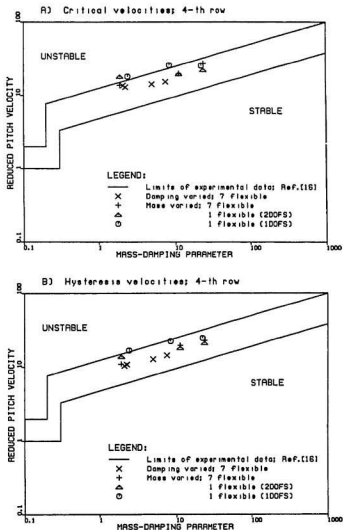 A) Critical velocities; 4-th row
100
UNSTABLE
10
STABLE
1
LEGEND:
Limits of experimental data; Ref.[16]
Damping varied; 7 flexible
Mass varied; 7 flexible
1 flexible (2DOFS)
1 flexible (1DOFS)
0.1
0.1 1 10 100 1000
REDUCED PITCH VELOCITY
MASS-DAMPING PARAMETER
B) Hysteresis velocities; 4-th row
100
UNSTABLE
10
STABLE
1
LEGEND:
Limits of experimental data; Ref.[16]
Damping varied; 7 flexible
Mass varied; 7 flexible
1 flexible (2DOFS)
1 flexible (1DOFS)
0.1
0.1 1 10 100 1000
REDUCED PITCH VELOCITY
MASS-DAMPING PARAMETER